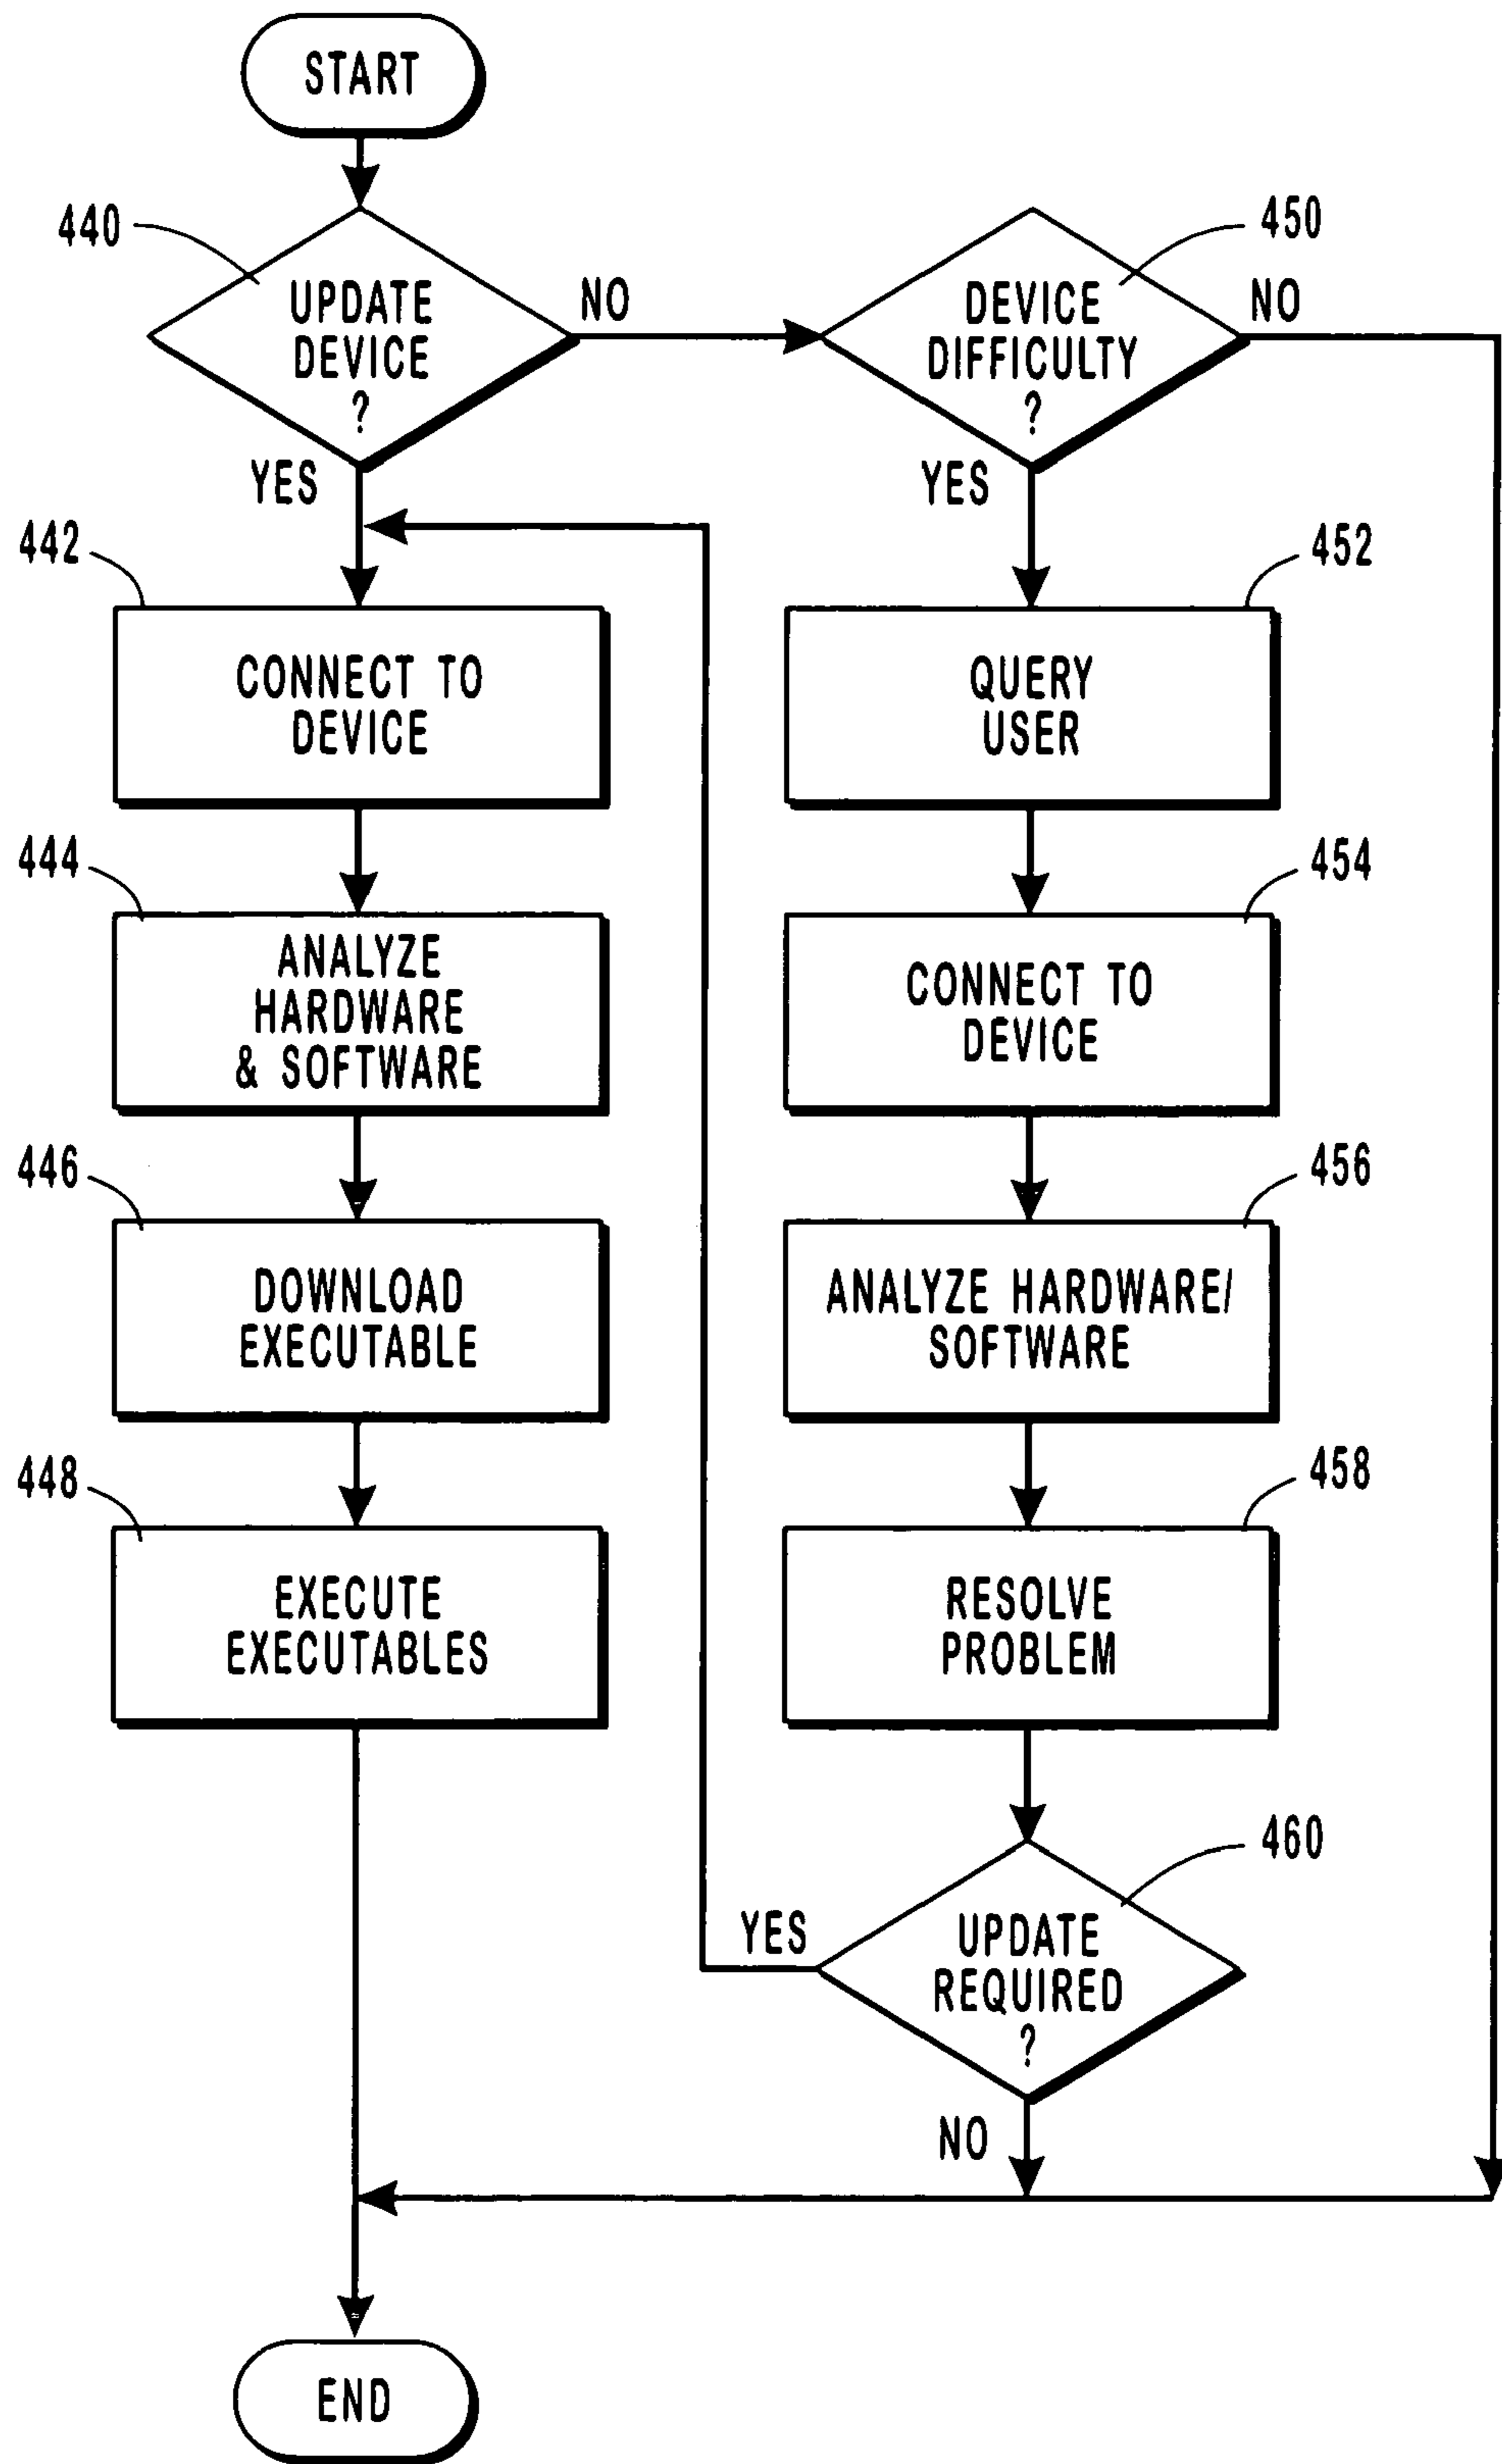 START
440
UPDATE
DEVICE
?
NO
YES
450
DEVICE
DIFFICULTY
?
NO
YES
442
CONNECT TO
DEVICE
452
QUERY
USER
444
ANALYZE
HARDWARE
& SOFTWARE
454
CONNECT TO
DEVICE
446
DOWNLOAD
EXECUTABLE
456
ANALYZE HARDWARE/
SOFTWARE
448
EXECUTE
EXECUTABLES
458
RESOLVE
PROBLEM
460
UPDATE
REQUIRED
?
YES
NO
END